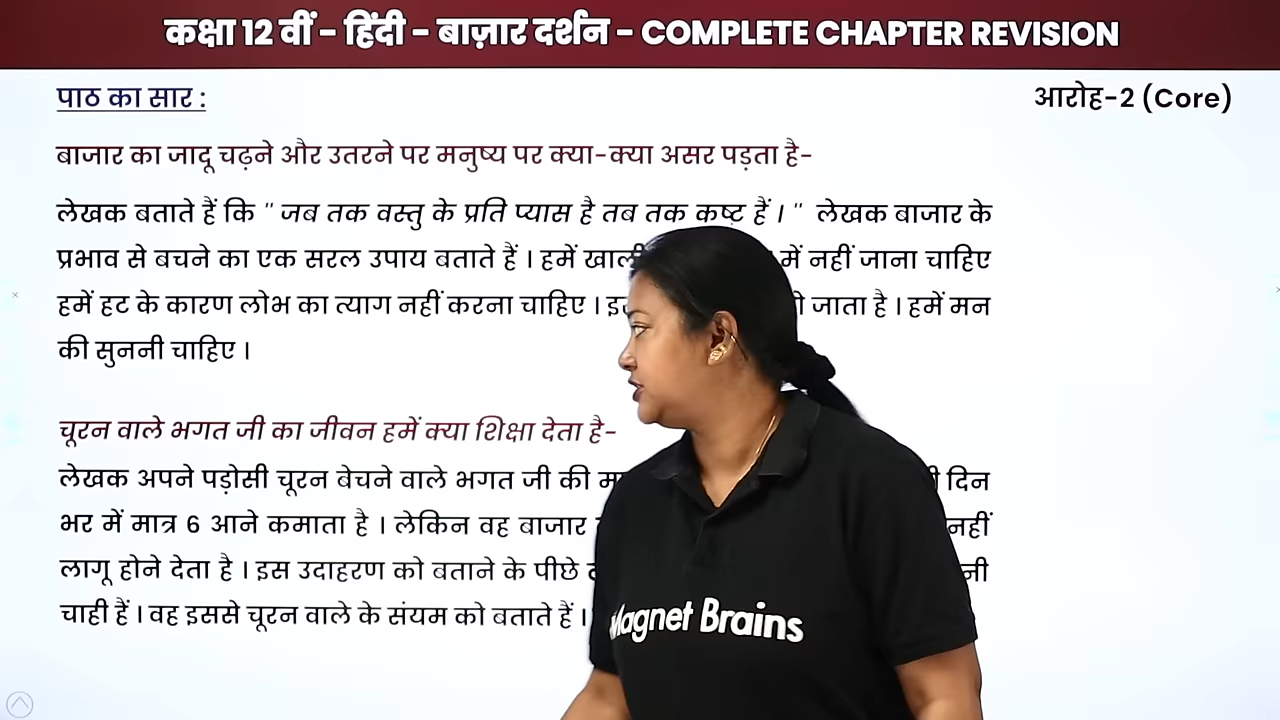 कक्षा 12 वीं – हिंदी – बाज़ार दर्शन – COMPLETE CHAPTER REVISION
पाठ का सार :
आरोह-2 (Core)
बाजार का जादू चढ़ने और उतरने पर मनुष्य पर क्या-क्या असर पड़ता है-
लेखक बताते हैं कि " जब तक वस्तु के प्रति प्यास है तब तक कष्ट हैं । " लेखक बाजार के
प्रभाव से बचने का एक सरल उपाय बताते हैं । हमें में नहीं जाना चाहिए
हमें हट के कारण लोभ का त्याग नहीं करना चाहिए । जाता है । हमें मन
की सुननी चाहिए ।
चूरन वाले भगत जी का जीवन हमें क्या शिक्षा देता है-
लेखक अपने पड़ोसी चूरन बेचने वाले भगत जी की दिन
भर में मात्र 6 आने कमाता है । लेकिन वह बाजार नहीं
लागू होने देता है । इस उदाहरण को बताने के पीछे
चाही हैं । वह इससे चूरन वाले के संयम को बताते हैं ।
Magnet Brains